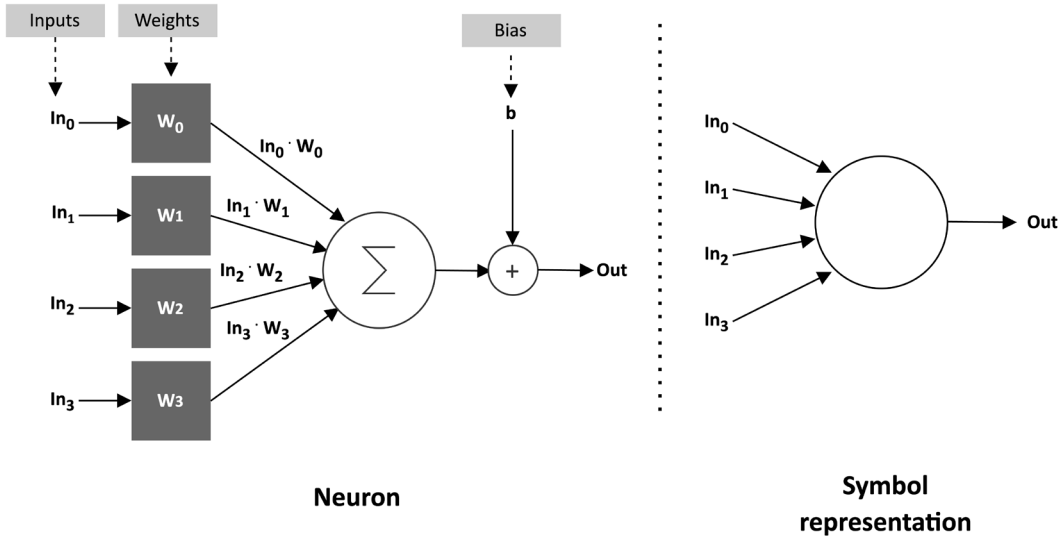 Inputs
Weights
Bias
In0
W0
In0 · W0
b
In1
W1
In1 · W1
In2
W2
In2 · W2
∑
+
Out
In3
W3
In3 · W3
Neuron
In0
In1
In2
In3
Out
Symbol
representation